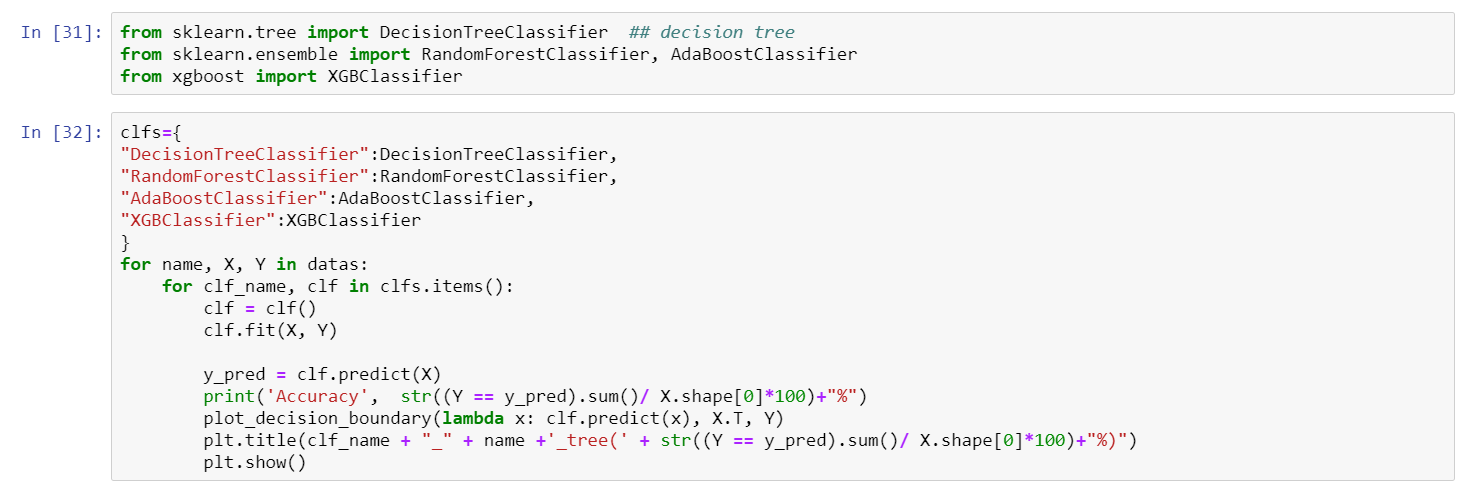 In [31]: from sklearn.tree import DecisionTreeClassifier  ## decision tree
from sklearn.ensemble import RandomForestClassifier, AdaBoostClassifier
from xgboost import XGBClassifier
In [32]: clfs={
"DecisionTreeClassifier":DecisionTreeClassifier,
"RandomForestClassifier":RandomForestClassifier,
"AdaBoostClassifier":AdaBoostClassifier,
"XGBClassifier":XGBClassifier
}
for name, X, Y in datas:
    for clf_name, clf in clfs.items():
        clf = clf()
        clf.fit(X, Y)

        y_pred = clf.predict(X)
        print('Accuracy',  str((Y == y_pred).sum()/ X.shape[0]*100)+"%")
        plot_decision_boundary(lambda x: clf.predict(x), X.T, Y)
        plt.title(clf_name + "_" + name +'_tree(' + str((Y == y_pred).sum()/ X.shape[0]*100)+"%)")
        plt.show()